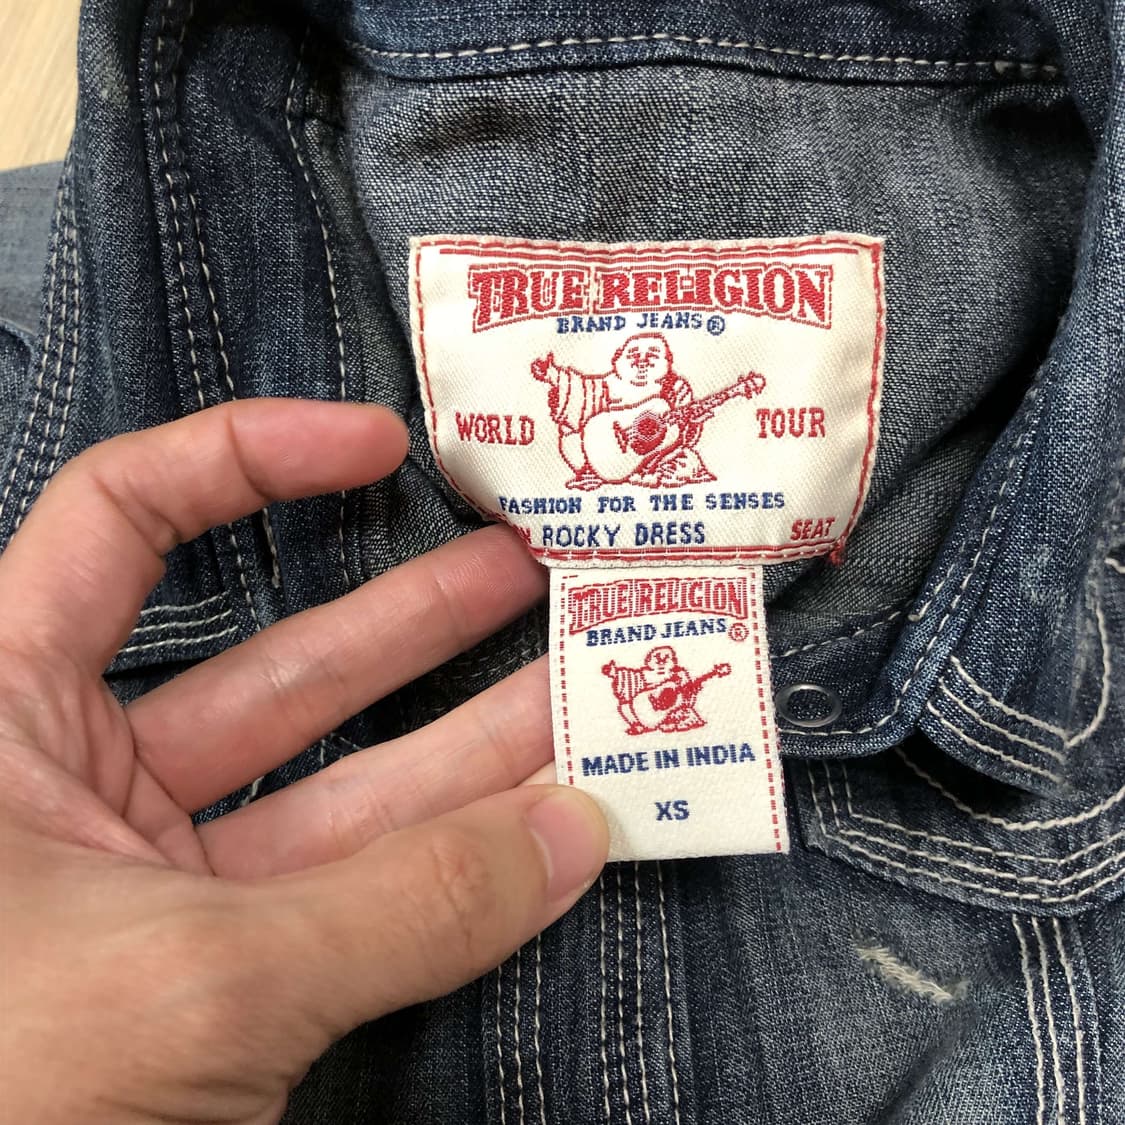 TRUE RELIGION
BRAND JEANS®
WORLD TOUR
FASHION FOR THE SENSES
ROCKY DRESS SEAT
TRUE RELIGION
BRAND JEANS®
MADE IN INDIA
XS